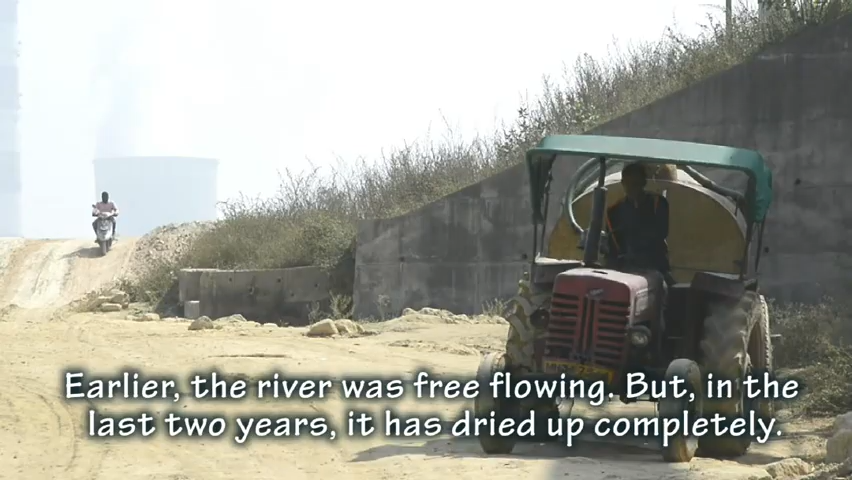 Earlier, the river was free flowing. But, in the
last two years, it has dried up completely.